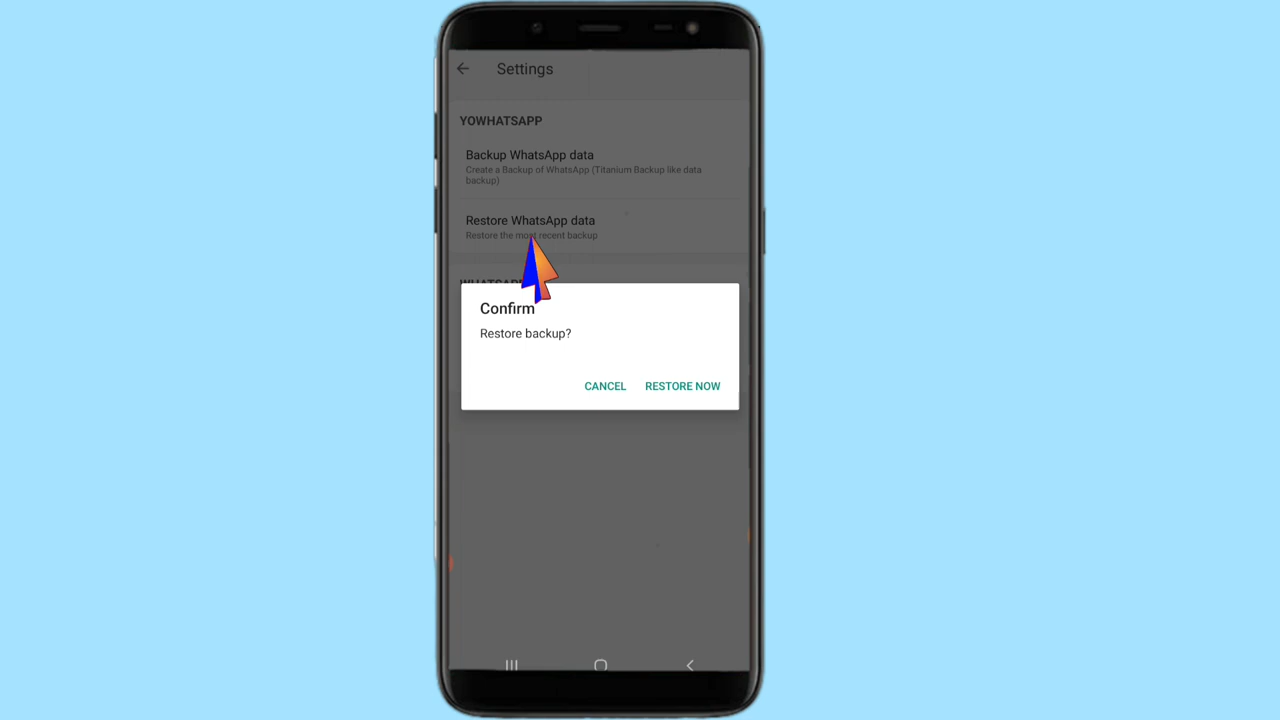 Settings
YOWHATSAPP
Backup WhatsApp data
Create a Backup of WhatsApp (Titanium Backup like data
backup)
Restore WhatsApp data
Restore the most recent backup
Confirm
Restore backup?
CANCEL RESTORE NOW